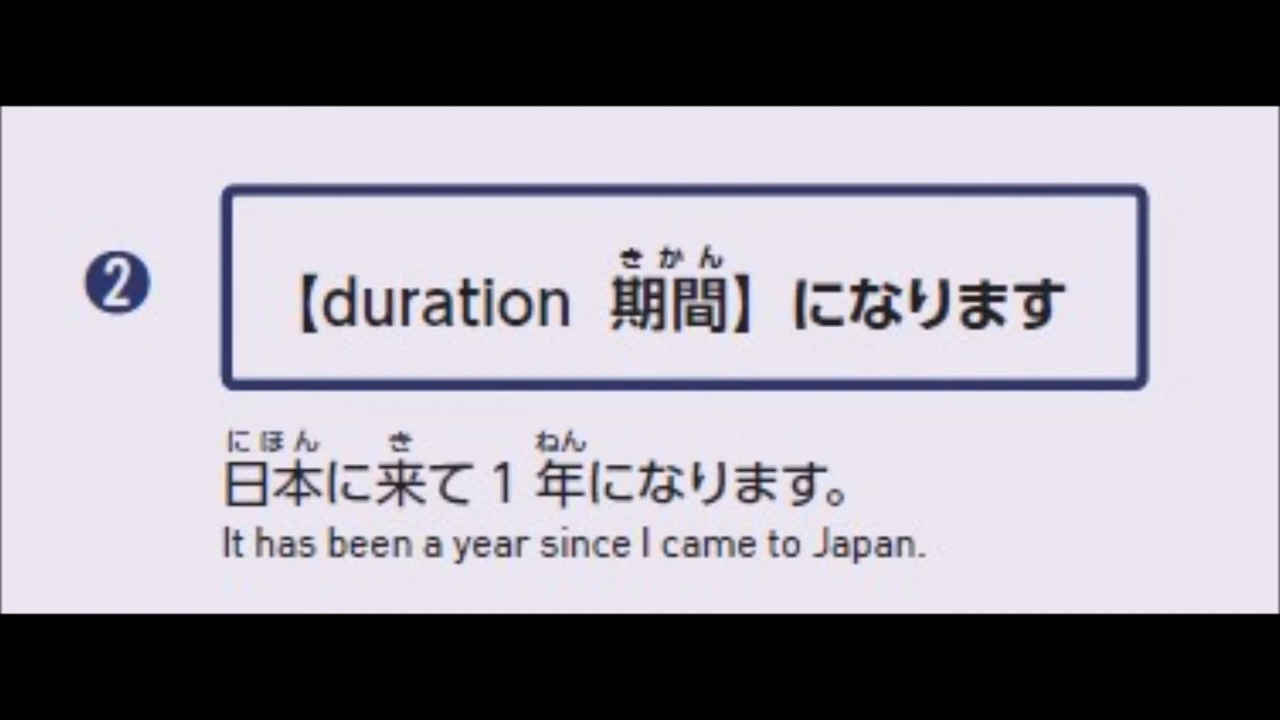 2
きかん
【duration 期間】になります
にほん き ねん
日本に来て1年になります。
It has been a year since I came to Japan.